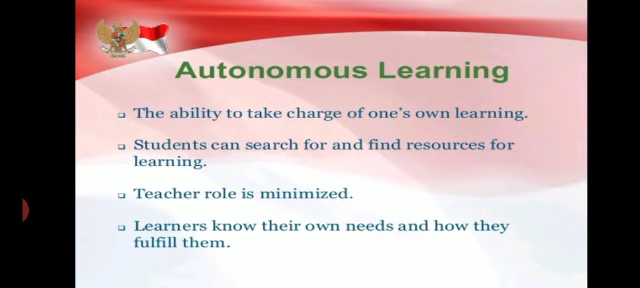 Autonomous Learning
❑ The ability to take charge of one's own learning.
❑ Students can search for and find resources for
learning.
❑ Teacher role is minimized.
❑ Learners know their own needs and how they
fulfill them.